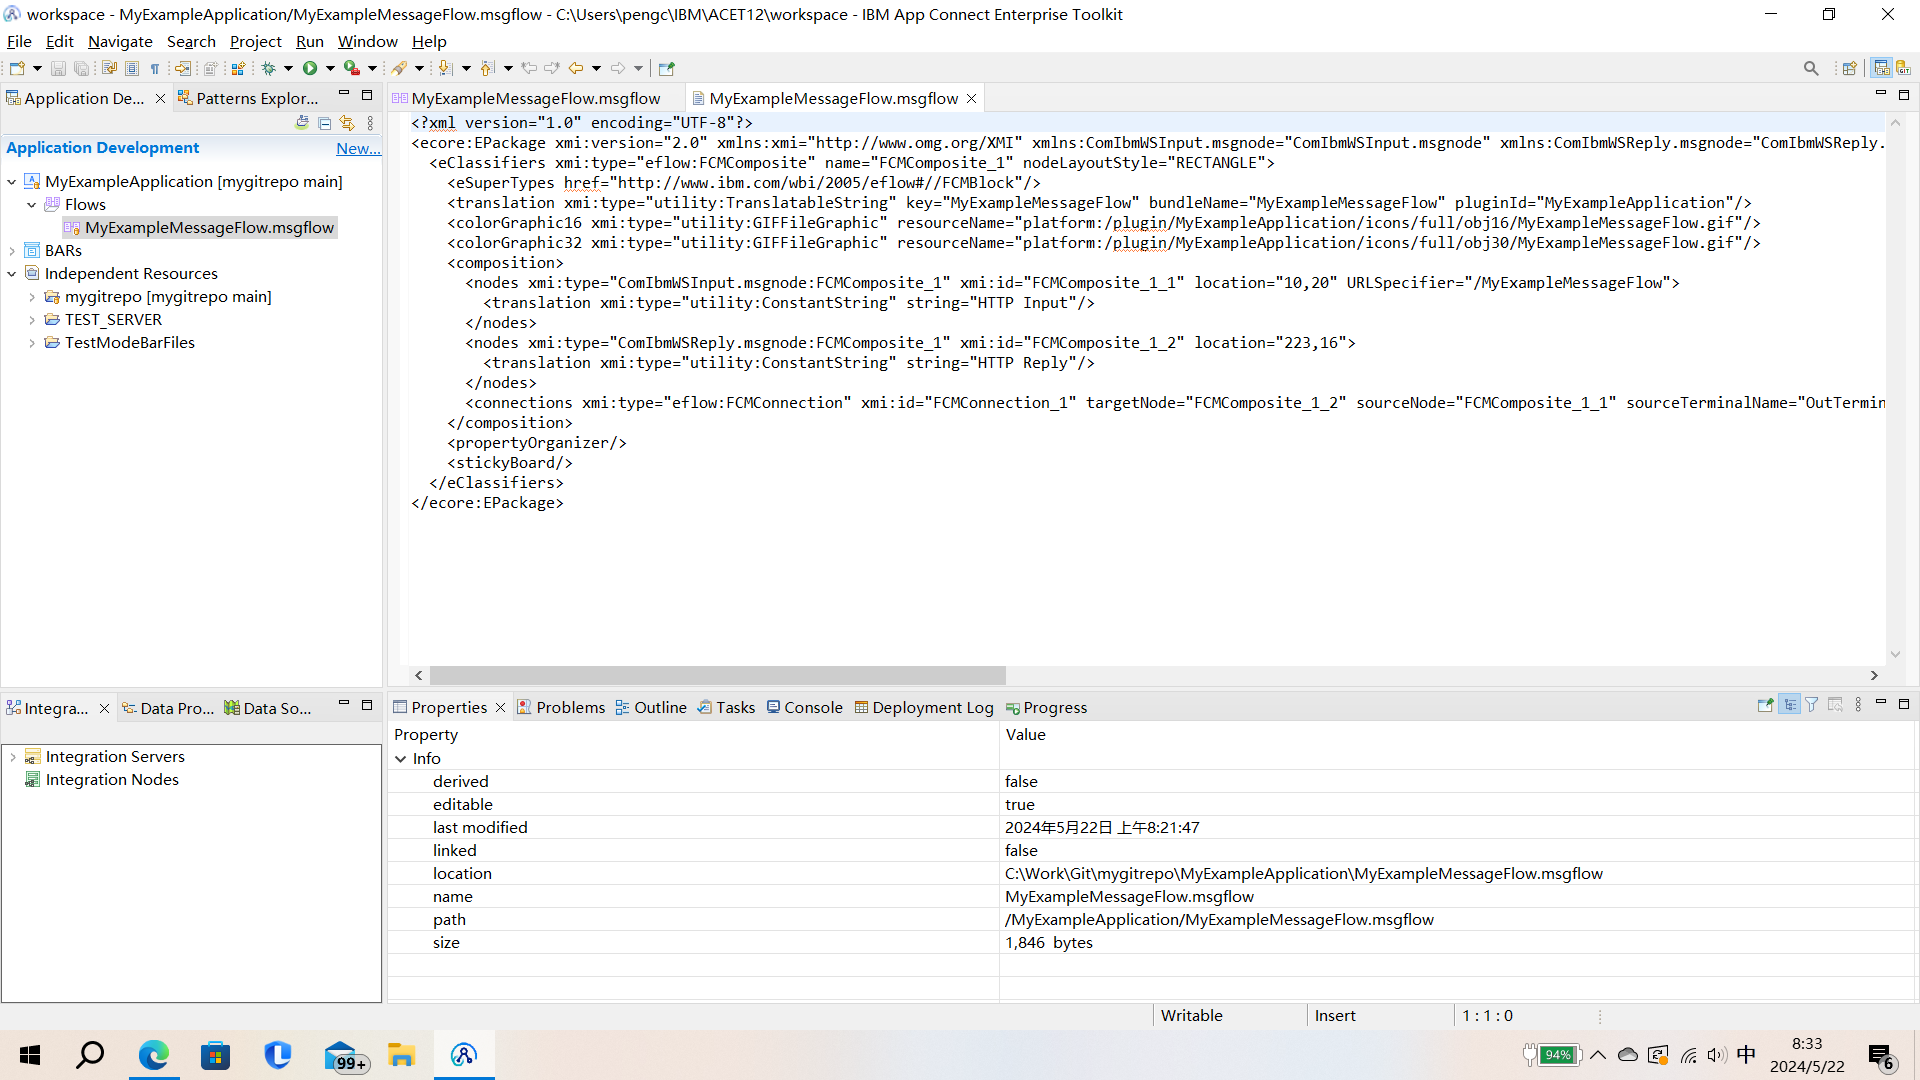 workspace - MyExampleApplication/MyExampleMessageFlow.msgflow - C:\Users\pengc\IBM\ACET12\workspace - IBM App Connect Enterprise Toolkit
File Edit Navigate Search Project Run Window Help
Application De... Patterns Explor...
Application Development New...
MyExampleApplication [mygitrepo main]
Flows
MyExampleMessageFlow.msgflow
BARs
Independent Resources
mygitrepo [mygitrepo main]
TEST_SERVER
TestModeBarFiles
MyExampleMessageFlow.msgflow MyExampleMessageFlow.msgflow
<?xml version="1.0" encoding="UTF-8"?>
<ecore:EPackage xmi:version="2.0" xmlns:xmi="http://www.omg.org/XMI" xmlns:ComIbmWSInput.msgnode="ComIbmWSInput.msgnode" xmlns:ComIbmWSReply.msgnode="ComIbmWSReply.
<eClassifiers xmi:type="eflow:FCMComposite" name="FCMComposite_1" nodeLayoutStyle="RECTANGLE">
<eSuperTypes href="http://www.ibm.com/wbi/2005/eflow#//FCMBlock"/>
<translation xmi:type="utility:TranslatableString" key="MyExampleMessageFlow" bundleName="MyExampleMessageFlow" pluginId="MyExampleApplication"/>
<colorGraphic16 xmi:type="utility:GIFFileGraphic" resourceName="platform:/plugin/MyExampleApplication/icons/full/obj16/MyExampleMessageFlow.gif"/>
<colorGraphic32 xmi:type="utility:GIFFileGraphic" resourceName="platform:/plugin/MyExampleApplication/icons/full/obj30/MyExampleMessageFlow.gif"/>
<composition>
<nodes xmi:type="ComIbmWSInput.msgnode:FCMComposite_1" xmi:id="FCMComposite_1_1" location="10,20" URLSpecifier="/MyExampleMessageFlow">
<translation xmi:type="utility:ConstantString" string="HTTP Input"/>
</nodes>
<nodes xmi:type="ComIbmWSReply.msgnode:FCMComposite_1" xmi:id="FCMComposite_1_2" location="223,16">
<translation xmi:type="utility:ConstantString" string="HTTP Reply"/>
</nodes>
<connections xmi:type="eflow:FCMConnection" xmi:id="FCMConnection_1" targetNode="FCMComposite_1_2" sourceNode="FCMComposite_1_1" sourceTerminalName="OutTermin
</composition>
<propertyOrganizer/>
<stickyBoard/>
</eClassifiers>
</ecore:EPackage>
Integra... Data Pro... Data So...
Integration Servers
Integration Nodes
Properties Problems Outline Tasks Console Deployment Log Progress
Property Value
Info
derived false
editable true
last modified 2024年5月22日 上午8:21:47
linked false
location C:\Work\Git\mygitrepo\MyExampleApplication\MyExampleMessageFlow.msgflow
name MyExampleMessageFlow.msgflow
path /MyExampleApplication/MyExampleMessageFlow.msgflow
size 1,846 bytes
Writable Insert 1 : 1 : 0
99+
94%
中
8:33
2024/5/22
6